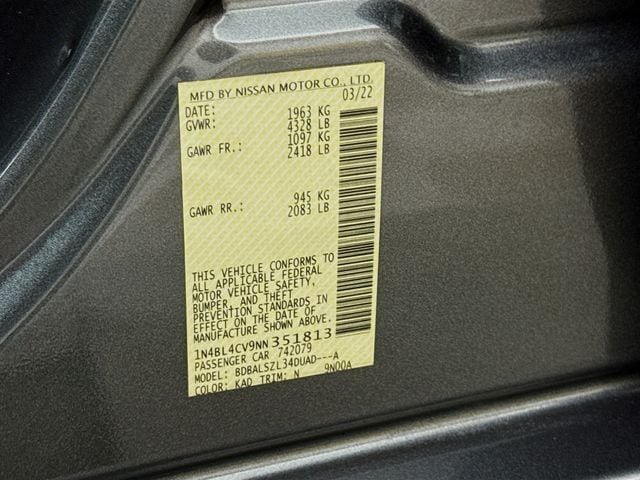 MFD BY NISSAN MOTOR CO., LTD.
DATE: 03/22
GVWR: 1963 KG
4328 LB
GAWR FR.: 1097 KG
2418 LB
GAWR RR.: 945 KG
2083 LB
THIS VEHICLE CONFORMS TO
ALL APPLICABLE FEDERAL
MOTOR VEHICLE SAFETY,
BUMPER, AND THEFT
PREVENTION STANDARDS IN
EFFECT ON THE DATE OF
MANUFACTURE SHOWN ABOVE.
1N4BL4CV9NN351813
PASSENGER CAR 742079
MODEL: BDBALSZL34DUAD---A
COLOR: KAD TRIM: N 9N00A